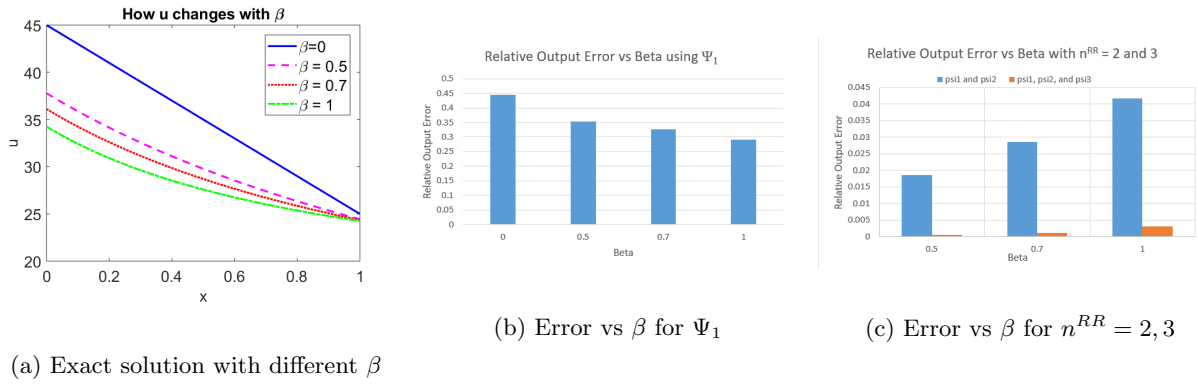 How u changes with β
45
40
35
30
25
20
u
0
0.2
0.4
0.6
0.8
1
x
β=0
β = 0.5
β = 0.7
β = 1
(a) Exact solution with different β
Relative Output Error vs Beta using Ψ1
0.5
0.45
0.4
0.35
0.3
0.25
0.2
0.15
0.1
0.05
0
Relative Output Error
0
0.5
0.7
1
Beta
(b) Error vs β for Ψ1
Relative Output Error vs Beta with nRR = 2 and 3
psi1 and psi2
psi1, psi2, and psi3
0.045
0.04
0.035
0.03
0.025
0.02
0.015
0.01
0.005
0
Relative Output Error
0.5
0.7
1
Beta
(c) Error vs β for nRR = 2, 3